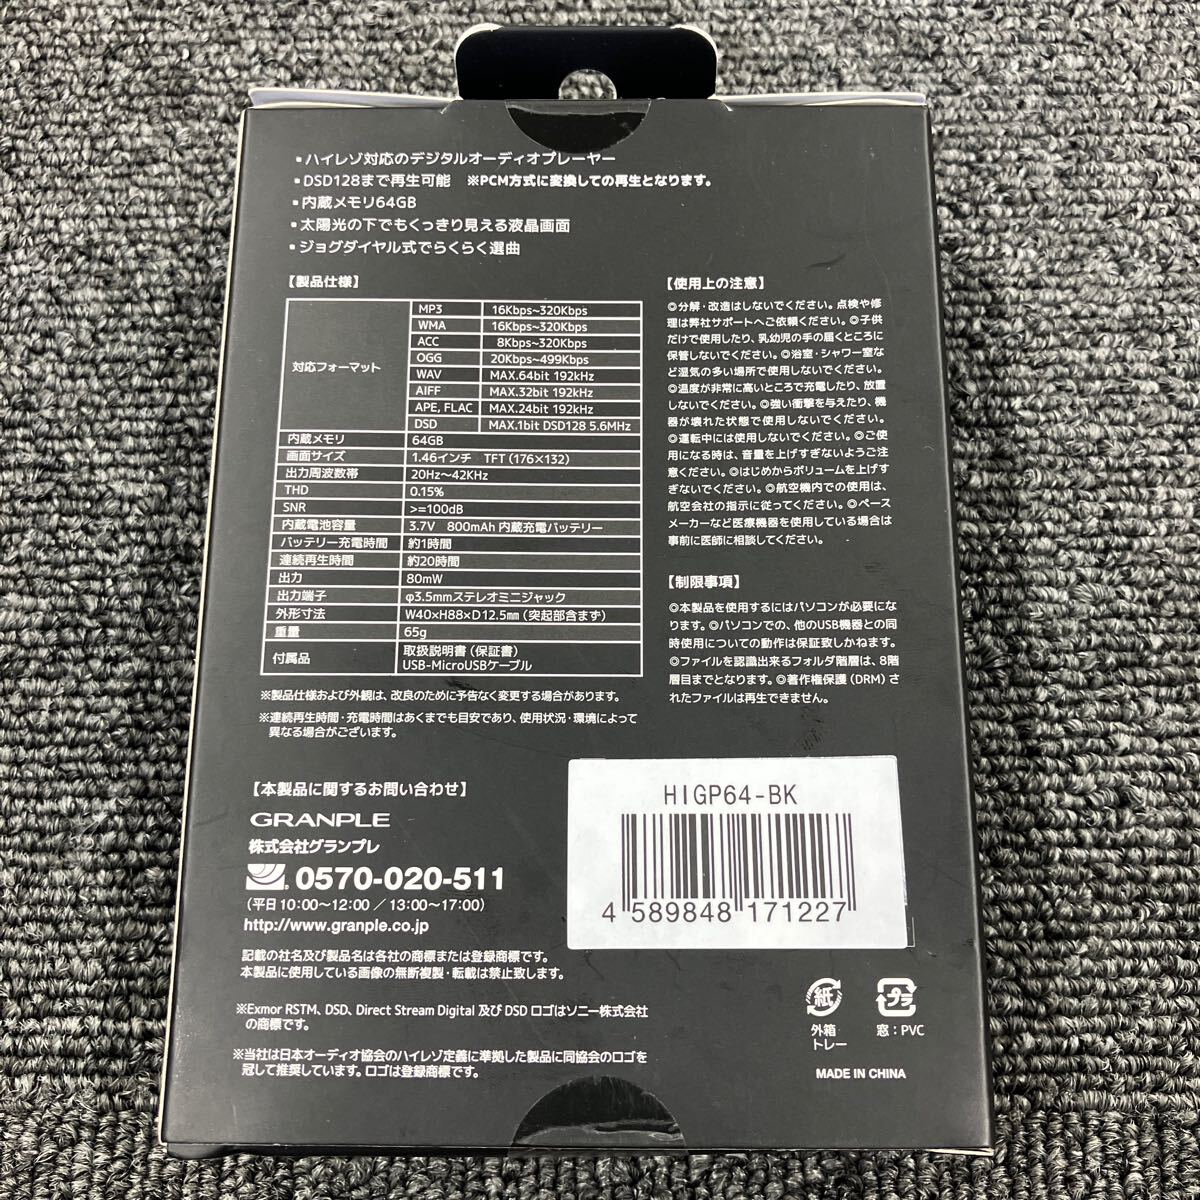 ▪ハイレゾ対応のデジタルオーディオプレーヤー
▪DSD128まで再生可能　※PCM方式に変換しての再生となります。
▪内蔵メモリ64GB
▪太陽光の下でもくっきり見える液晶画面
▪ジョグダイヤル式でらくらく選曲
【製品仕様】
対応フォーマット
MP3 16Kbps~320Kbps
WMA 16Kbps~320Kbps
ACC 8Kbps~320Kbps
OGG 20Kbps~499Kbps
WAV MAX.64bit 192kHz
AIFF MAX.32bit 192kHz
APE, FLAC MAX.24bit 192kHz
DSD MAX.1bit DSD128 5.6MHz
内蔵メモリ 64GB
画面サイズ 1.46インチ　TFT（176×132）
出力周波数帯 20Hz～42KHz
THD 0.15%
SNR >=100dB
内蔵電池容量 3.7V　800mAh 内蔵充電バッテリー
バッテリー充電時間 約1時間
連続再生時間 約20時間
出力 80mW
出力端子 φ3.5mmステレオミニジャック
外形寸法 W40×H88×D12.5㎜（突起部含まず）
重量 65g
付属品 取扱説明書（保証書）
USB-MicroUSBケーブル
※製品仕様および外観は、改良のために予告なく変更する場合があります。
※連続再生時間・充電時間はあくまでも目安であり、使用状況・環境によって
異なる場合がございます。
【使用上の注意】
◎分解・改造はしないでください。点検や修
理は弊社サポートへご依頼ください。◎子供
だけで使用したり、乳幼児の手の届くところに
保管しないでください。◎浴室・シャワー室な
ど湿気の多い場所で使用しないでください。
◎温度が非常に高いところで充電したり、放置
しないでください。◎強い衝撃を与えたり、機
器が壊れた状態で使用しないでください。
◎運転中には使用しないでください。◎ご使
用になる時は、音量を上げすぎないようご注
意ください。◎はじめからボリュームを上げす
ぎないでください。◎航空機内での使用は、
航空会社の指示に従ってください。◎ペース
メーカーなど医療機器を使用している場合は
事前に医師に相談してください。
【制限事項】
◎本製品を使用するにはパソコンが必要にな
ります。◎パソコンでの、他のUSB機器との同
時使用についての動作は保証致しかねます。
◎ファイルを認識出来るフォルダ階層は、8階
層目までとなります。◎著作権保護（DRM）さ
れたファイルは再生できません。
【本製品に関するお問い合わせ】
GRANPLE
株式会社グランプレ
0570-020-511
（平日10:00～12:00 ／ 13:00～17:00）
http://www.granple.co.jp
記載の社名及び製品名は各社の商標または登録商標です。
本製品に使用している画像の無断複製・転載は禁止致します。
※Exmor RSTM、DSD、Direct Stream Digital 及び DSD ロゴはソニー株式会社
の商標です。
※当社は日本オーディオ協会のハイレゾ定義に準拠した製品に同協会のロゴを
冠して推奨しています。ロゴは登録商標です。
HIGP64-BK
4 589848 171227
紙
外箱
トレー
プラ
窓：PVC
MADE IN CHINA